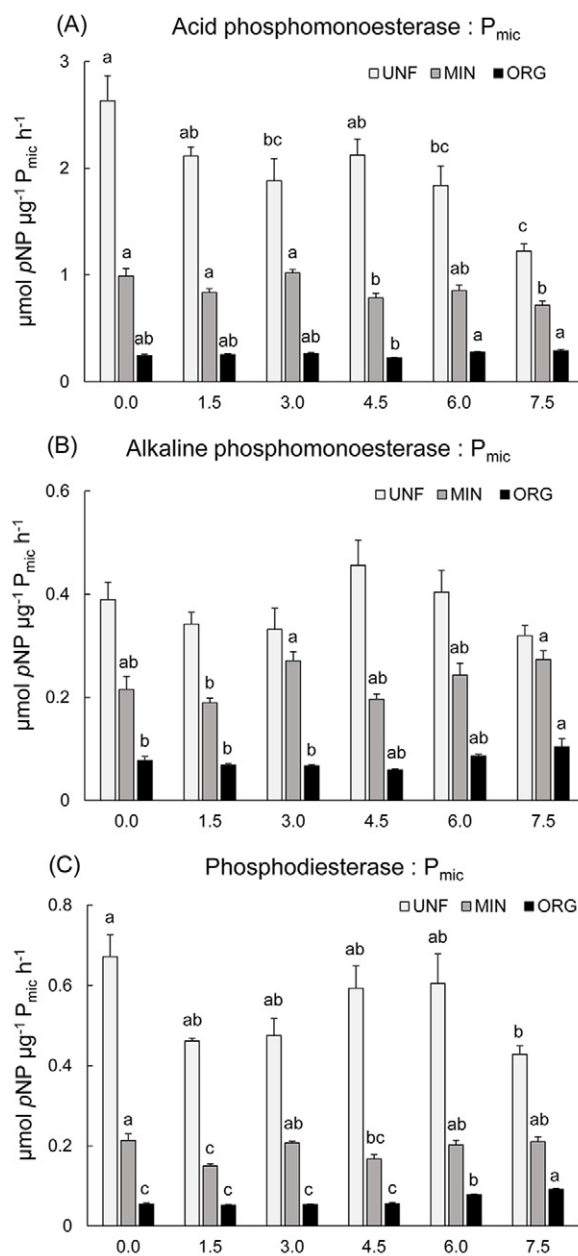 (A) Acid phosphomonoesterase : Pmic
UNF MIN ORG
µmol pNP µg⁻¹ Pmic h⁻¹
3
2
1
0
a a ab
ab a ab
bc a ab
ab b b
bc ab a
c b a
0.0 1.5 3.0 4.5 6.0 7.5
(B) Alkaline phosphomonoesterase : Pmic
UNF MIN ORG
µmol pNP µg⁻¹ Pmic h⁻¹
0.6
0.4
0.2
0
ab b
b b
a b
ab ab
ab ab
a a
0.0 1.5 3.0 4.5 6.0 7.5
(C) Phosphodiesterase : Pmic
UNF MIN ORG
µmol pNP µg⁻¹ Pmic h⁻¹
0.8
0.6
0.4
0.2
0
a a c
ab c c
ab ab c
ab bc c
ab ab b
b ab a
0.0 1.5 3.0 4.5 6.0 7.5